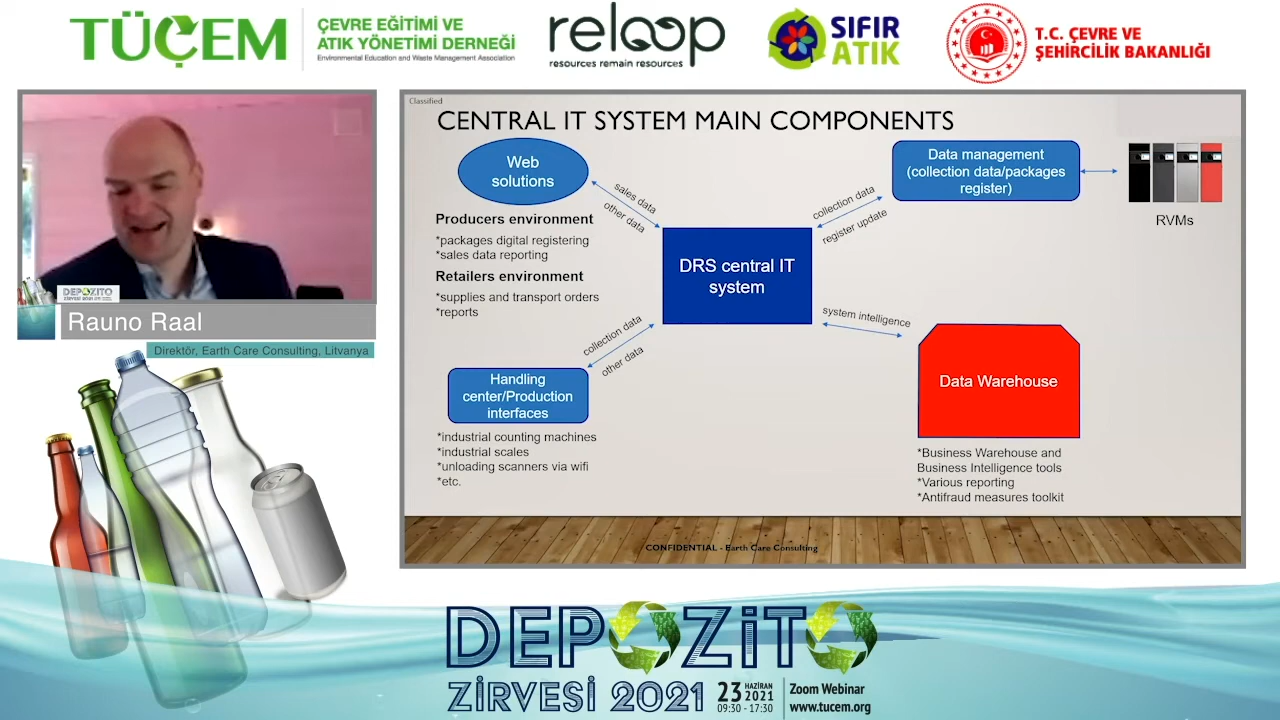 TÜÇEM
ÇEVRE EĞİTİMİ VE
ATIK YÖNETİMİ DERNEĞİ
Environmental Education and Waste Management Association
reloop
resources remain resources
SIFIR
ATIK
T.C. ÇEVRE VE
ŞEHİRCİLİK BAKANLIĞI
Classified
CENTRAL IT SYSTEM MAIN COMPONENTS
Web
solutions
sales data
other data
Producers environment
*packages digital registering
*sales data reporting
Retailers environment
*supplies and transport orders
*reports
DRS central IT
system
collection data
register update
Data management
(collection data/packages
register)
RVMs
collection data
other data
Handling
center/Production
interfaces
*industrial counting machines
*industrial scales
*unloading scanners via wifi
*etc.
system intelligence
Data Warehouse
*Business Warehouse and
Business Intelligence tools
*Various reporting
*Antifraud measures toolkit
CONFIDENTIAL - Earth Care Consulting
DEPOZİTO
Rauno Raal
Direktör, Earth Care Consulting, Litvanya
DEPOZİTO
ZİRVESİ 2021
23 HAZİRAN
2021
09:30 - 17:30
Zoom Webinar
www.tucem.org